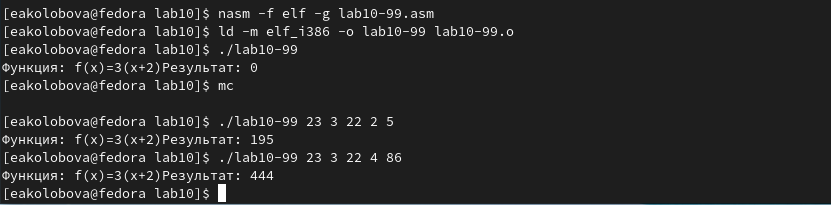 [eakolobova@fedora lab10]$ nasm -f elf -g lab10-99.asm
[eakolobova@fedora lab10]$ ld -m elf_i386 -o lab10-99 lab10-99.o
[eakolobova@fedora lab10]$ ./lab10-99
Функция: f(x)=3(x+2)Результат: 0
[eakolobova@fedora lab10]$ mc
[eakolobova@fedora lab10]$ ./lab10-99 23 3 22 2 5
Функция: f(x)=3(x+2)Результат: 195
[eakolobova@fedora lab10]$ ./lab10-99 23 3 22 4 86
Функция: f(x)=3(x+2)Результат: 444
[eakolobova@fedora lab10]$